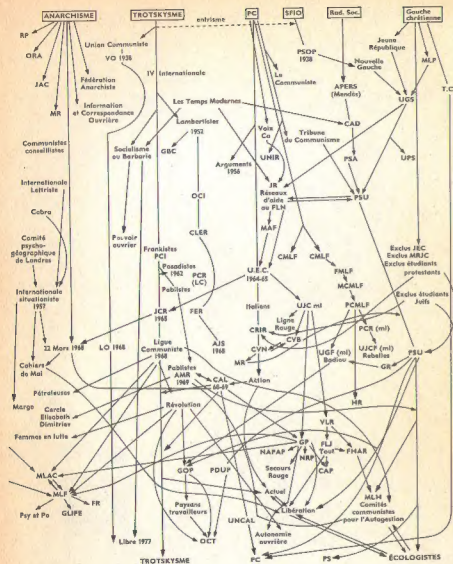 ANARCHISME
TROTSKYSME
PC
SFIO
Rad. Soc.
Gauche
chrétienne
entrisme
RP
ORA
JAC
MR
Fédération
Anarchiste
Information
et Correspondance
Ouvrière
Union Communiste
VO 1938
IV Internationale
La
Communiste
PSOP
1938
Nouvelle
Gauche
Jeune
République
MLP
T.C
UGS
APERS
(Mendès)
Les Temps Modernes
Lambertistes
1952
GBC
Socialisme
ou Barbarie
Voix
Co
UNIR
Arguments
1956
Tribune
du Communisme
CAD
PSA
UPS
PSU
Communistes
conseillistes
Internationale
Lettriste
Cobra
Comité
psycho-
géographique
de Londres
Internationale
situationniste
1957
Pouvoir
ouvrier
OCI
CLER
JR
Réseaux
d'aide
au FLN
MAF
Frankistes
PCI
Posadistes
1962
Pablistes
PCR
(LC)
U.E.C.
1964-65
CMLF
CMLF
FMLF
MCMLF
PCMLF
Exclus JEC
Exclus MRJC
Exclus étudiants
protestants
Exclus étudiants
Juifs
JCR
1965
FER
AJS
1968
Italiens
CRIR
UJC ml
Ligne
Rouge
CVB
CVN
MR
PCR (ml)
UJCF (ml)
Rebelles
UGF (ml)
Badiou
GR
PSU
HR
22 Mars 1968
Cahiers
de Mai
LO 1968
Ligue
Communiste
1968
Pablistes
AMR
1969
CAL
68-69
Action
Pétroleuses
Marge
Cercle
Elisabeth
Dimitriev
Femmes en lutte
Révolution
VLR
GP
NAPAP
NRP
CAP
Secours
Rouge
FLJ
Tout
FHAR
MLAC
MLF
Psy et Po
GLIFE
FR
GOP
PDUP
Paysans
travailleurs
Actuel
Libération
MLH
Comités
communistes
pour l'Autogestion
UNCAL
Autonomie
ouvrière
OCT
Libre 1977
TROTSKYSME
PC
PS
ÉCOLOGISTES